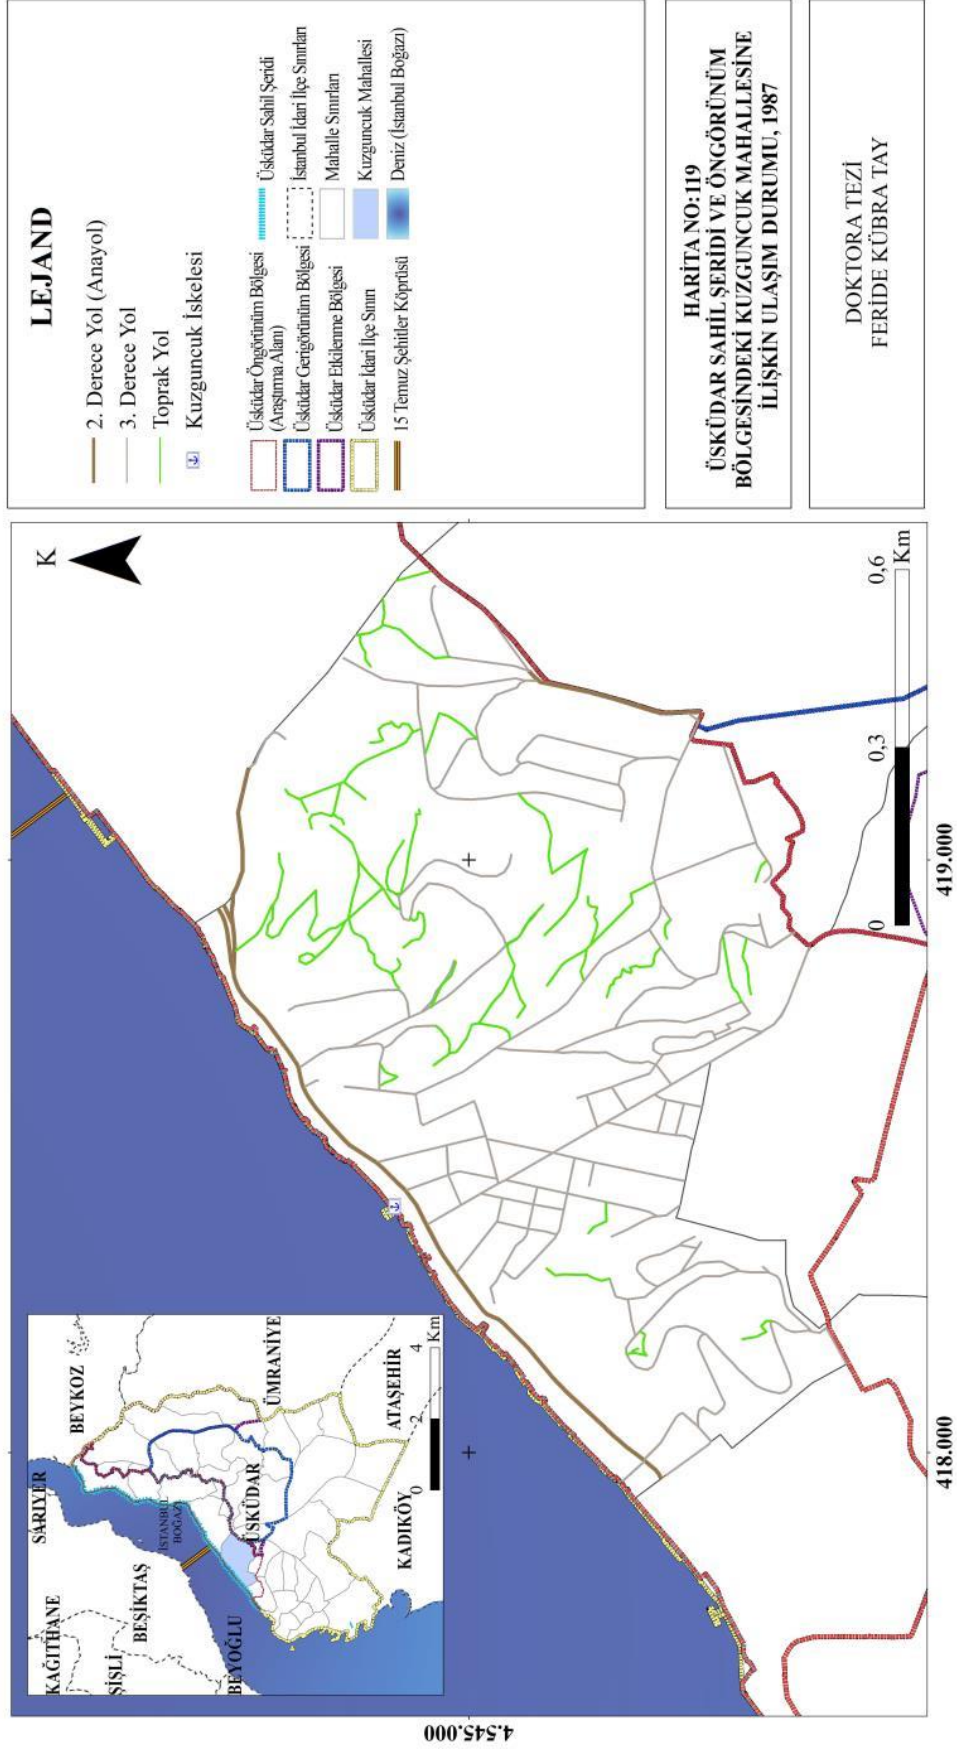 SARIYER
BEYKOZ
KAĞITHANE
ŞİŞLİ
BEŞİKTAŞ
İSTANBUL
BOĞAZI
BEYOĞLU
ÜSKÜDAR
ÜMRANİYE
KADIKÖY
ATAŞEHİR
0 2 4
Km
K
4.545.000
418.000
419.000
0 0,3 0,6
Km
LEJAND
2. Derece Yol (Anayol)
3. Derece Yol
Toprak Yol
Kuzguncuk İskelesi
Üsküdar Öngörünüm Bölgesi
(Araştırma Alanı)
Üsküdar Gerigörünüm Bölgesi
Üsküdar Etkilenme Bölgesi
Üsküdar İdari İlçe Sınırı
15 Temuz Şehitler Köprüsü
Üsküdar Sahil Şeridi
İstanbul İdari İlçe Sınırları
Mahalle Sınırları
Kuzguncuk Mahallesi
Deniz (İstanbul Boğazı)
HARİTA NO:119
ÜSKÜDAR SAHİL ŞERİDİ VE ÖNGÖRÜNÜM
BÖLGESİNDEKİ KUZGUNCUK MAHALLESİNE
İLİŞKİN ULAŞIM DURUMU, 1987
DOKTORA TEZİ
FERİDE KÜBRA TAY